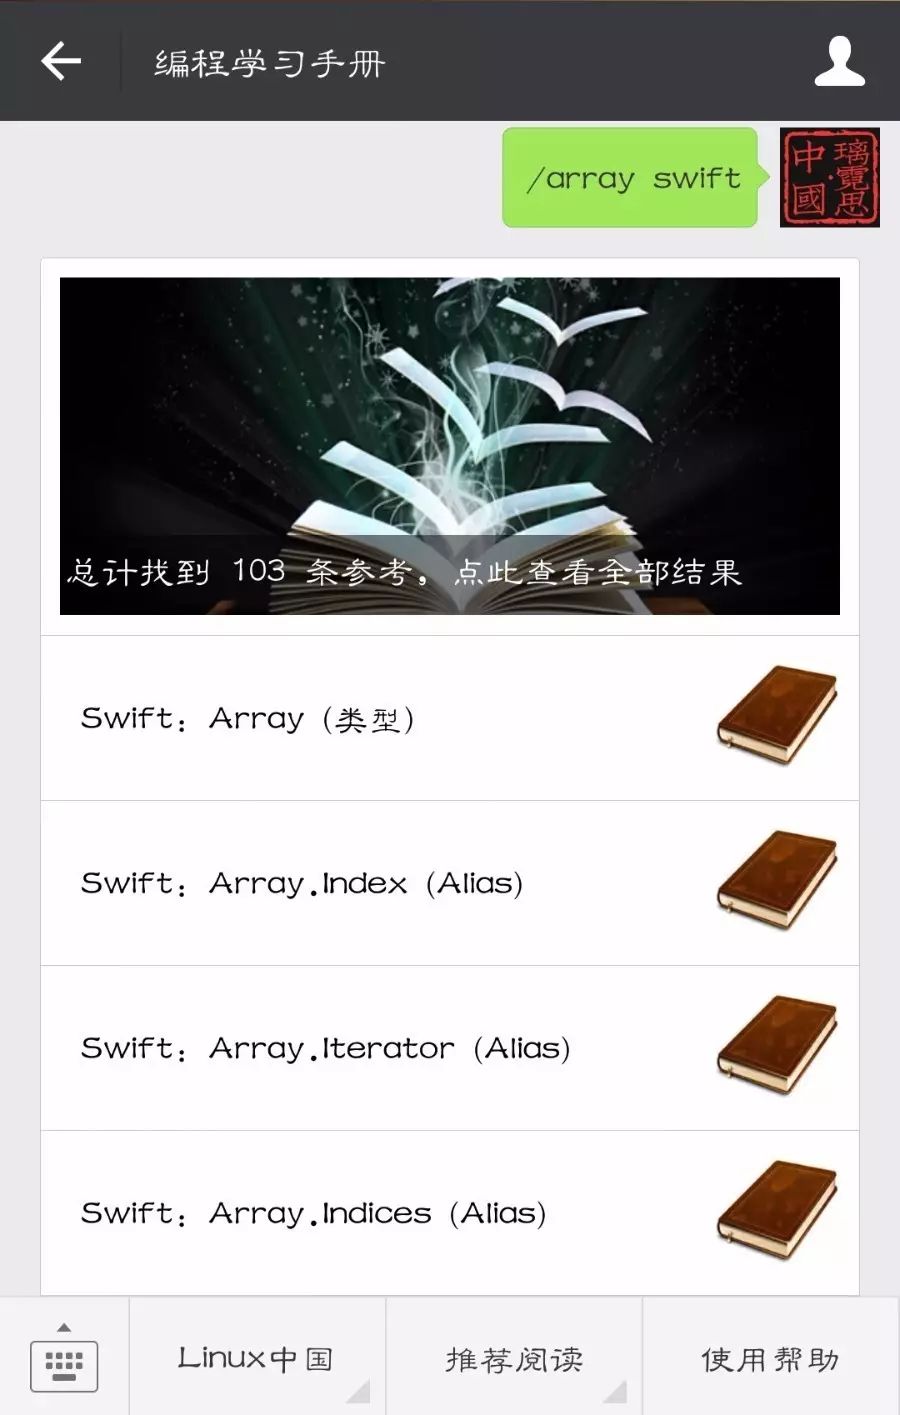 编程学习手册
/array swift
中璃
國霓思
总计找到 103 条参考，点此查看全部结果
Swift：Array (类型)
Swift：Array.Index (Alias)
Swift：Array.Iterator (Alias)
Swift：Array.Indices (Alias)
Linux中国
推荐阅读
使用帮助